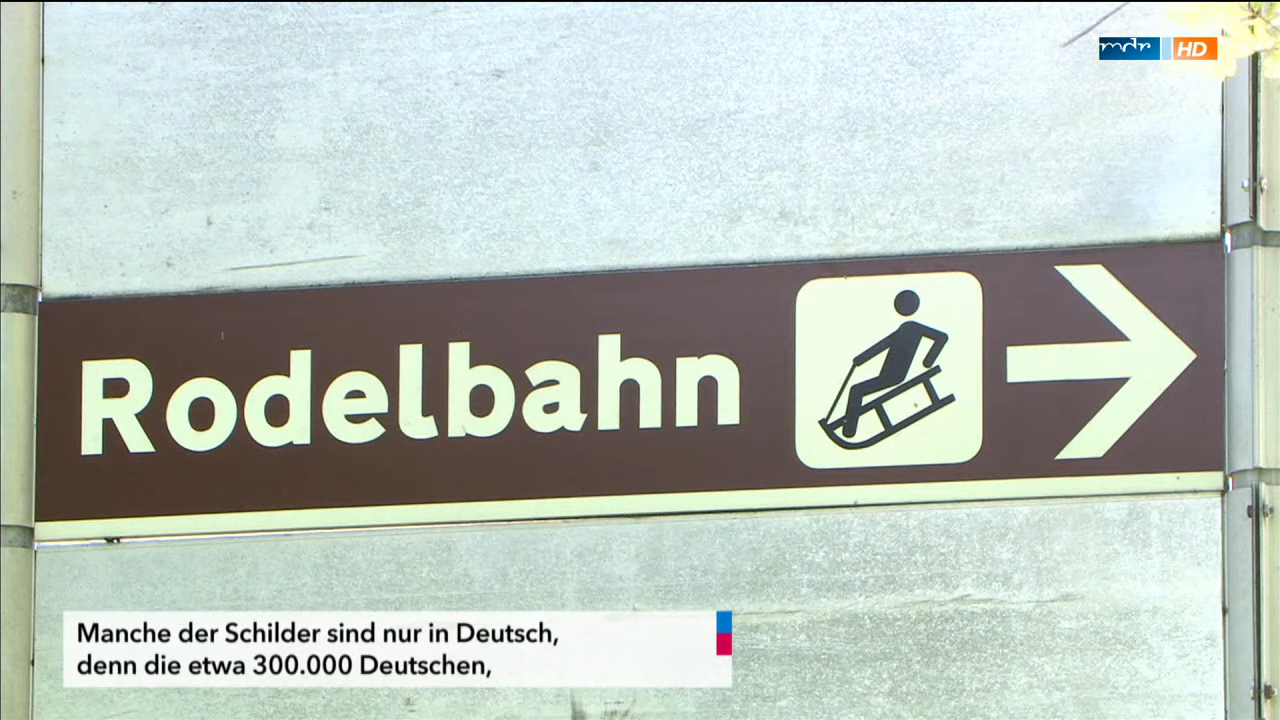 mdr HD
Rodelbahn
Manche der Schilder sind nur in Deutsch,
denn die etwa 300.000 Deutschen,